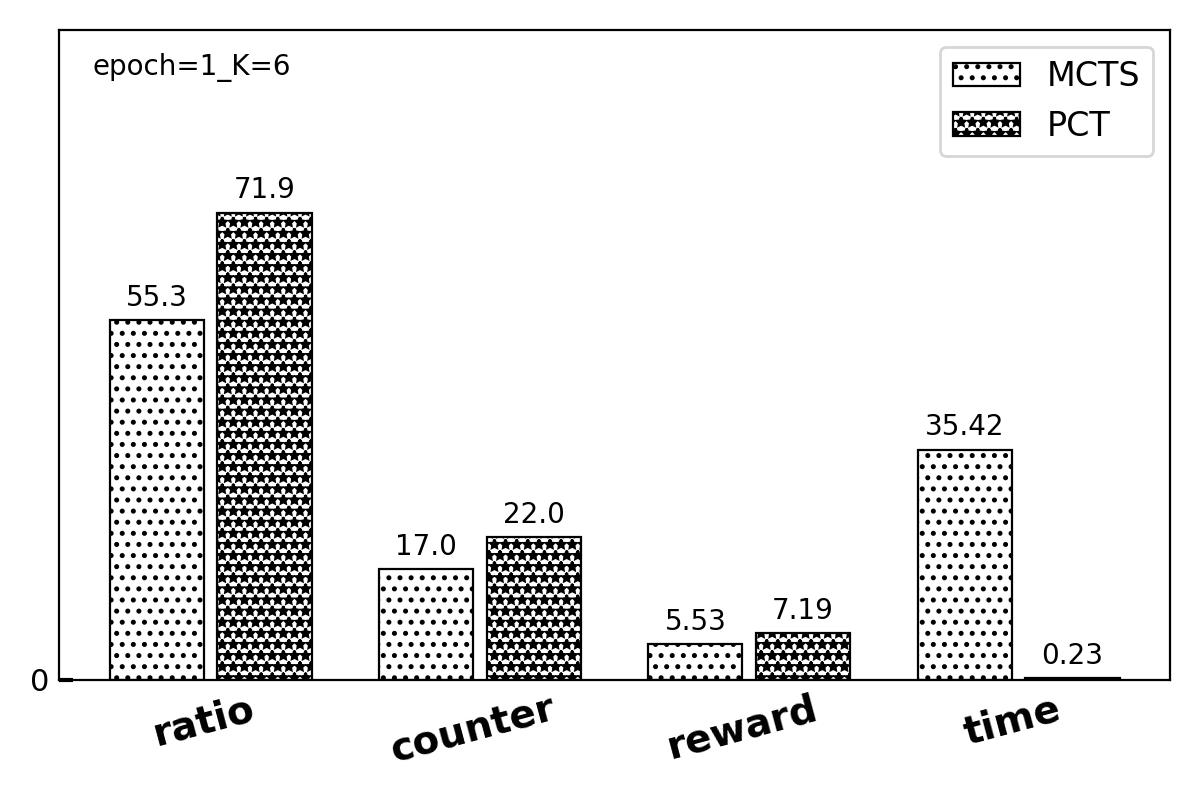 epoch=1_K=6
MCTS
PCT
71.9
55.3
35.42
22.0
17.0
7.19
5.53
0.23
0
ratio
counter
reward
time